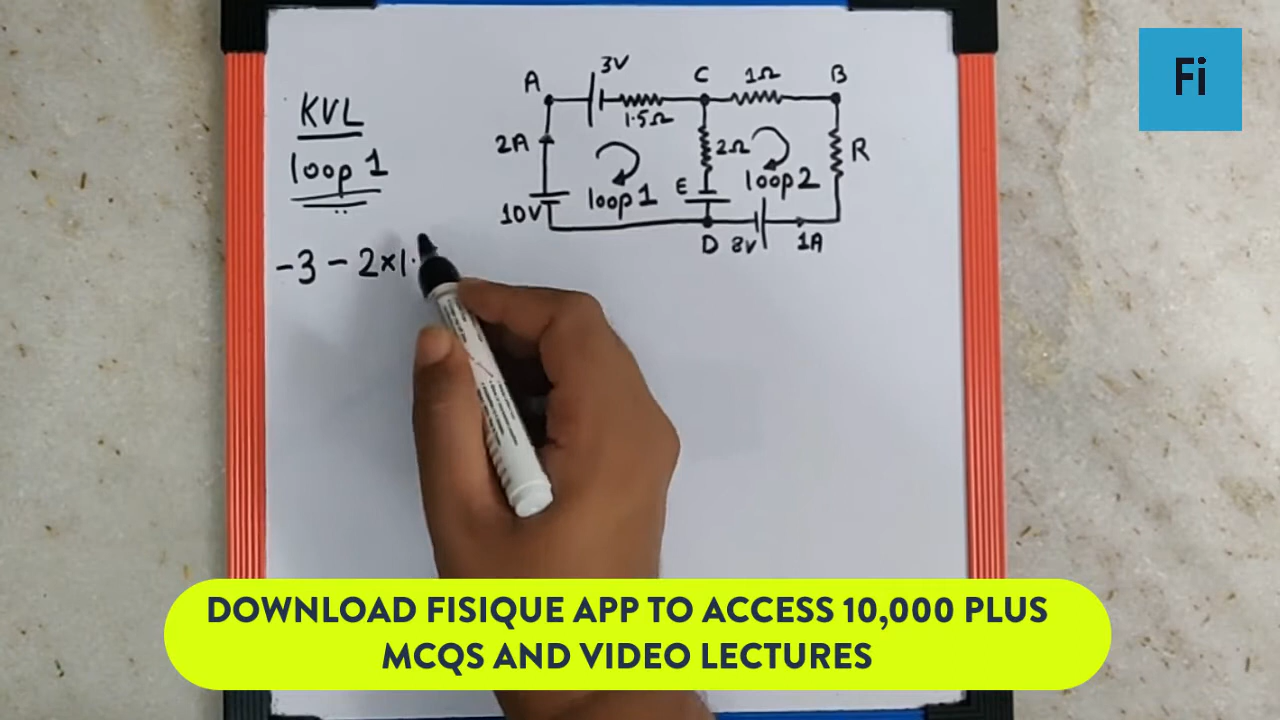 KVL
loop 1
-3 - 2×1.
A
3V
1.5Ω
C
1Ω
B
2A
2Ω
R
loop 1
E
loop 2
10V
D
8V
1A
Fi
DOWNLOAD FISIQUE APP TO ACCESS 10,000 PLUS
MCQS AND VIDEO LECTURES